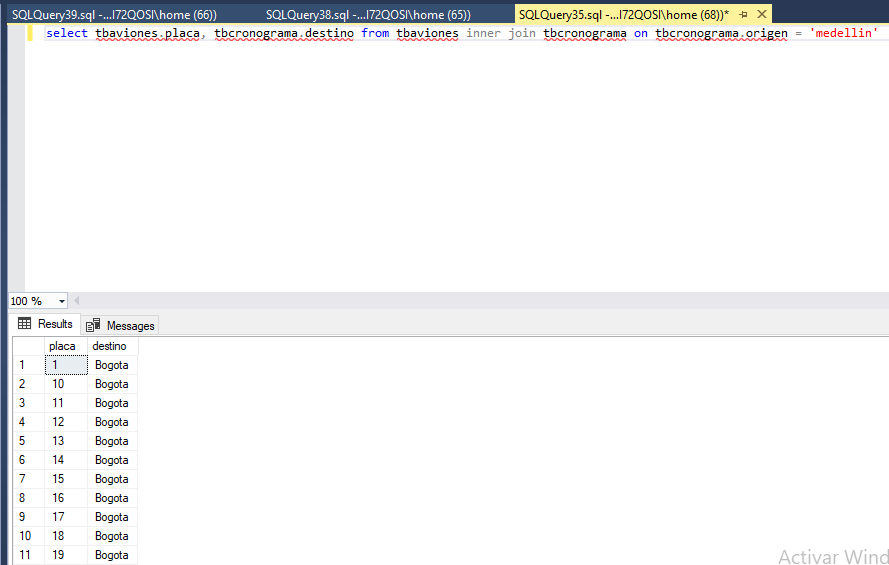 SQLQuery39.sql -...l72QOSI\home (66)) SQLQuery38.sql -...l72QOSI\home (65)) SQLQuery35.sql -...l72QOSI\home (68))*
select tbaviones.placa, tbcronograma.destino from tbaviones inner join tbcronograma on tbcronograma.origen = 'medellin'
100 %
Results Messages
placa destino
1 1 Bogota
2 10 Bogota
3 11 Bogota
4 12 Bogota
5 13 Bogota
6 14 Bogota
7 15 Bogota
8 16 Bogota
9 17 Bogota
10 18 Bogota
11 19 Bogota
Activar Wind